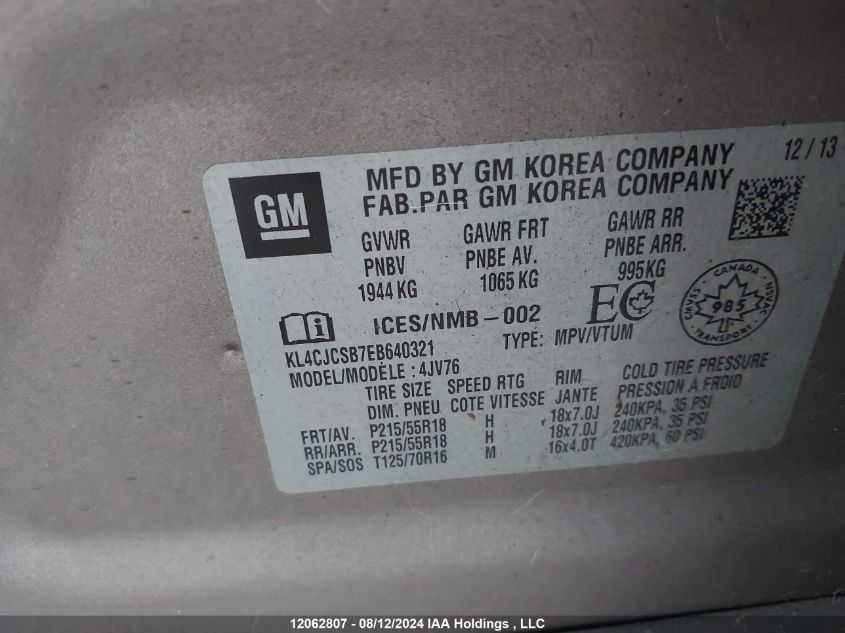 MFD BY GM KOREA COMPANY 12/13
FAB.PAR GM KOREA COMPANY
GM
GVWR GAWR FRT GAWR RR
PNBV PNBE AV. PNBE ARR.
1944 KG 1065 KG 995KG
i ICES/NMB-002 EC
CANADA
CMVSS NSVAC
985
TRANSPORT
KL4CJCSB7EB640321 TYPE: MPV/VTUM
MODEL/MODÈLE : 4JV76
TIRE SIZE SPEED RTG RIM COLD TIRE PRESSURE
DIM. PNEU COTE VITESSE JANTE PRESSION À FROID
FRT/AV. P215/55R18 H 18x7.0J 240KPA, 35 PSI
RR/ARR. P215/55R18 H 18x7.0J 240KPA, 35 PSI
SPA/SOS T125/70R16 M 16x4.0T 420KPA, 60 PSI
12062807 - 08/12/2024 IAA Holdings , LLC